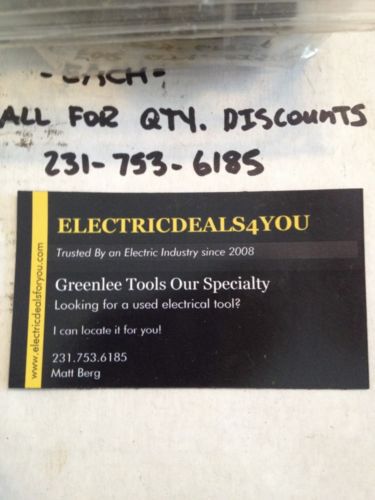 - EACH -
ALL FOR QTY. DISCOUNTS
231-753-6185
ELECTRICDEALS4YOU
Trusted By an Electric Industry since 2008
Greenlee Tools Our Specialty
Looking for a used electrical tool?
I can locate it for you!
231.753.6185
Matt Berg
www.electricdealsforyou.com